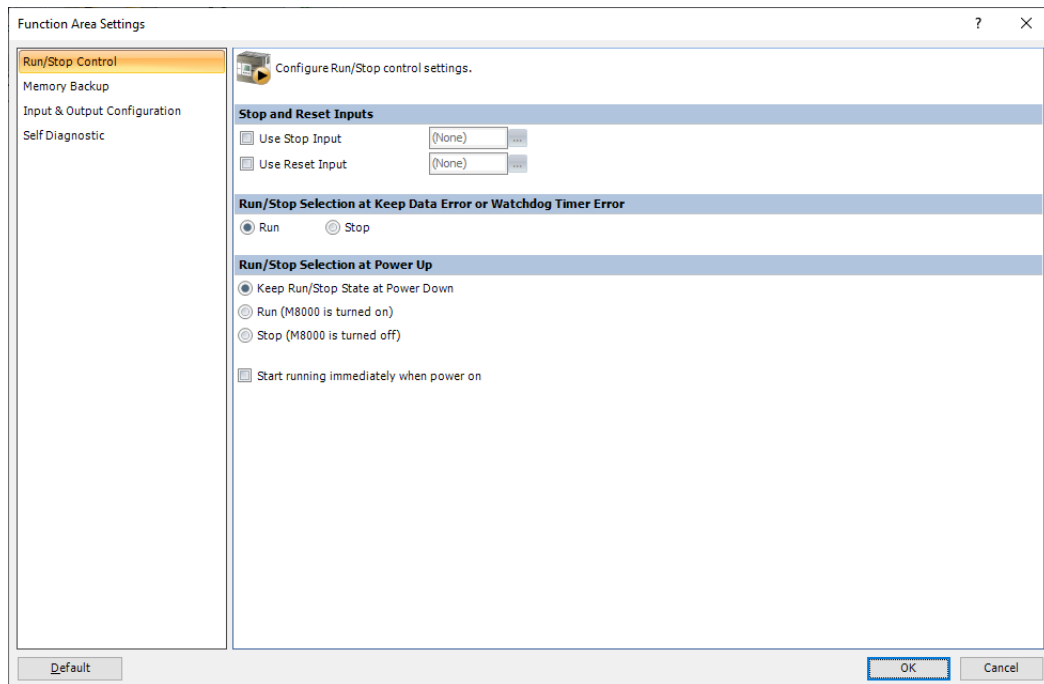 Function Area Settings
Run/Stop Control
Memory Backup
Input & Output Configuration
Self Diagnostic
Configure Run/Stop control settings.
Stop and Reset Inputs
Use Stop Input (None) ...
Use Reset Input (None) ...
Run/Stop Selection at Keep Data Error or Watchdog Timer Error
Run Stop
Run/Stop Selection at Power Up
Keep Run/Stop State at Power Down
Run (M8000 is turned on)
Stop (M8000 is turned off)
Start running immediately when power on
Default OK Cancel